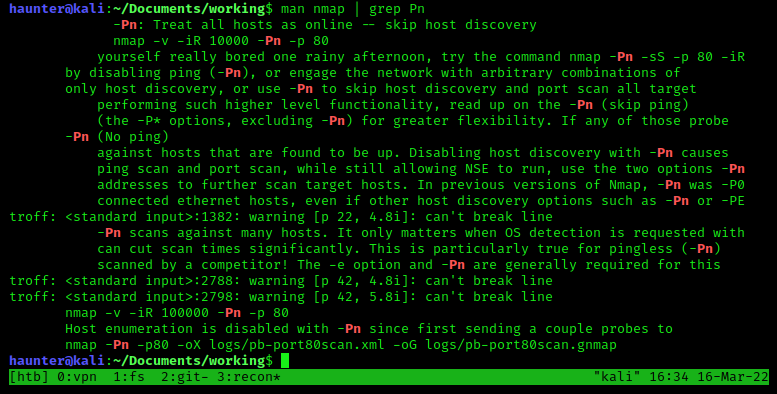 haunter@kali:~/Documents/working$ man nmap | grep Pn
-Pn: Treat all hosts as online -- skip host discovery
nmap -v -iR 10000 -Pn -p 80
yourself really bored one rainy afternoon, try the command nmap -Pn -sS -p 80 -iR
by disabling ping (-Pn), or engage the network with arbitrary combinations of
only host discovery, or use -Pn to skip host discovery and port scan all target
performing such higher level functionality, read up on the -Pn (skip ping)
(the -P* options, excluding -Pn) for greater flexibility. If any of those probe
-Pn (No ping)
against hosts that are found to be up. Disabling host discovery with -Pn causes
ping scan and port scan, while still allowing NSE to run, use the two options -Pn
addresses to further scan target hosts. In previous versions of Nmap, -Pn was -P0
connected ethernet hosts, even if other host discovery options such as -Pn or -PE
troff: <standard input>:1382: warning [p 22, 4.8i]: can't break line
-Pn scans against many hosts. It only matters when OS detection is requested with
can cut scan times significantly. This is particularly true for pingless (-Pn)
scanned by a competitor! The -e option and -Pn are generally required for this
troff: <standard input>:2788: warning [p 42, 4.8i]: can't break line
troff: <standard input>:2798: warning [p 42, 5.8i]: can't break line
nmap -v -iR 100000 -Pn -p 80
Host enumeration is disabled with -Pn since first sending a couple probes to
nmap -Pn -p80 -oX logs/pb-port80scan.xml -oG logs/pb-port80scan.gnmap
haunter@kali:~/Documents/working$
[htb] 0:vpn  1:fs  2:git- 3:recon* "kali" 16:34 16-Mar-22